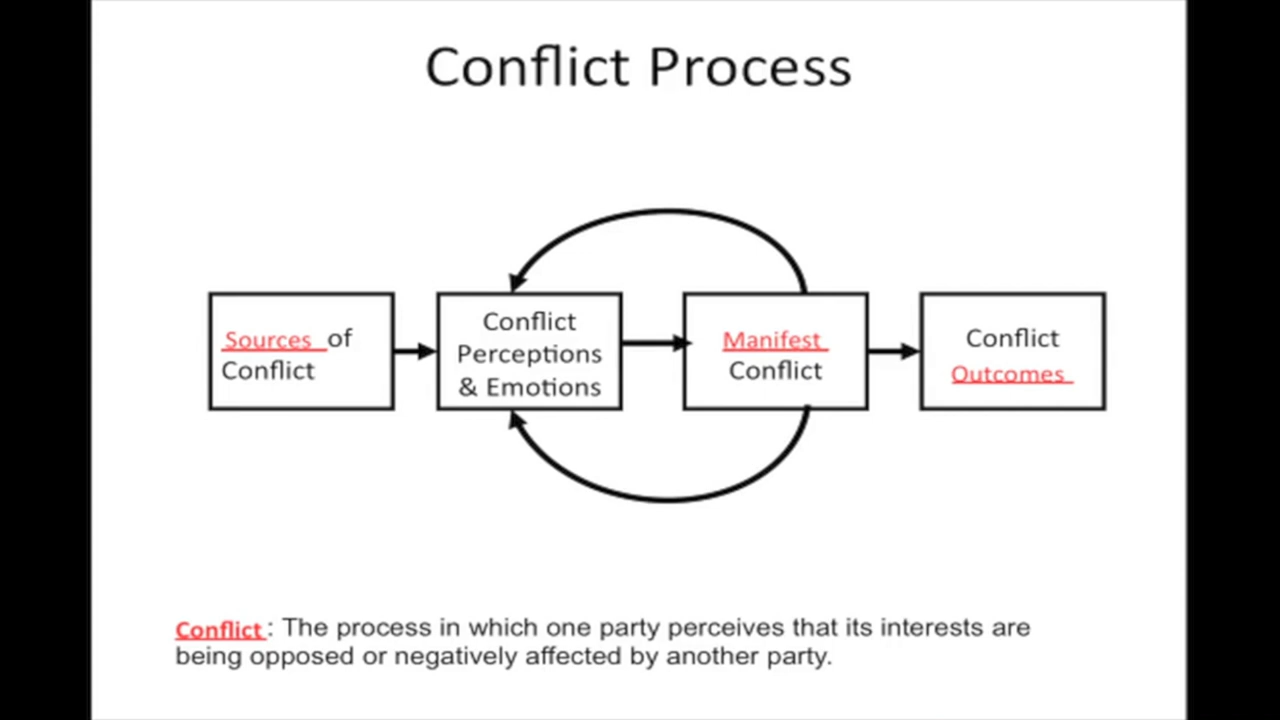 Conflict Process
Sources of
Conflict
Conflict
Perceptions
& Emotions
Manifest
Conflict
Conflict
Outcomes
Conflict: The process in which one party perceives that its interests are
being opposed or negatively affected by another party.